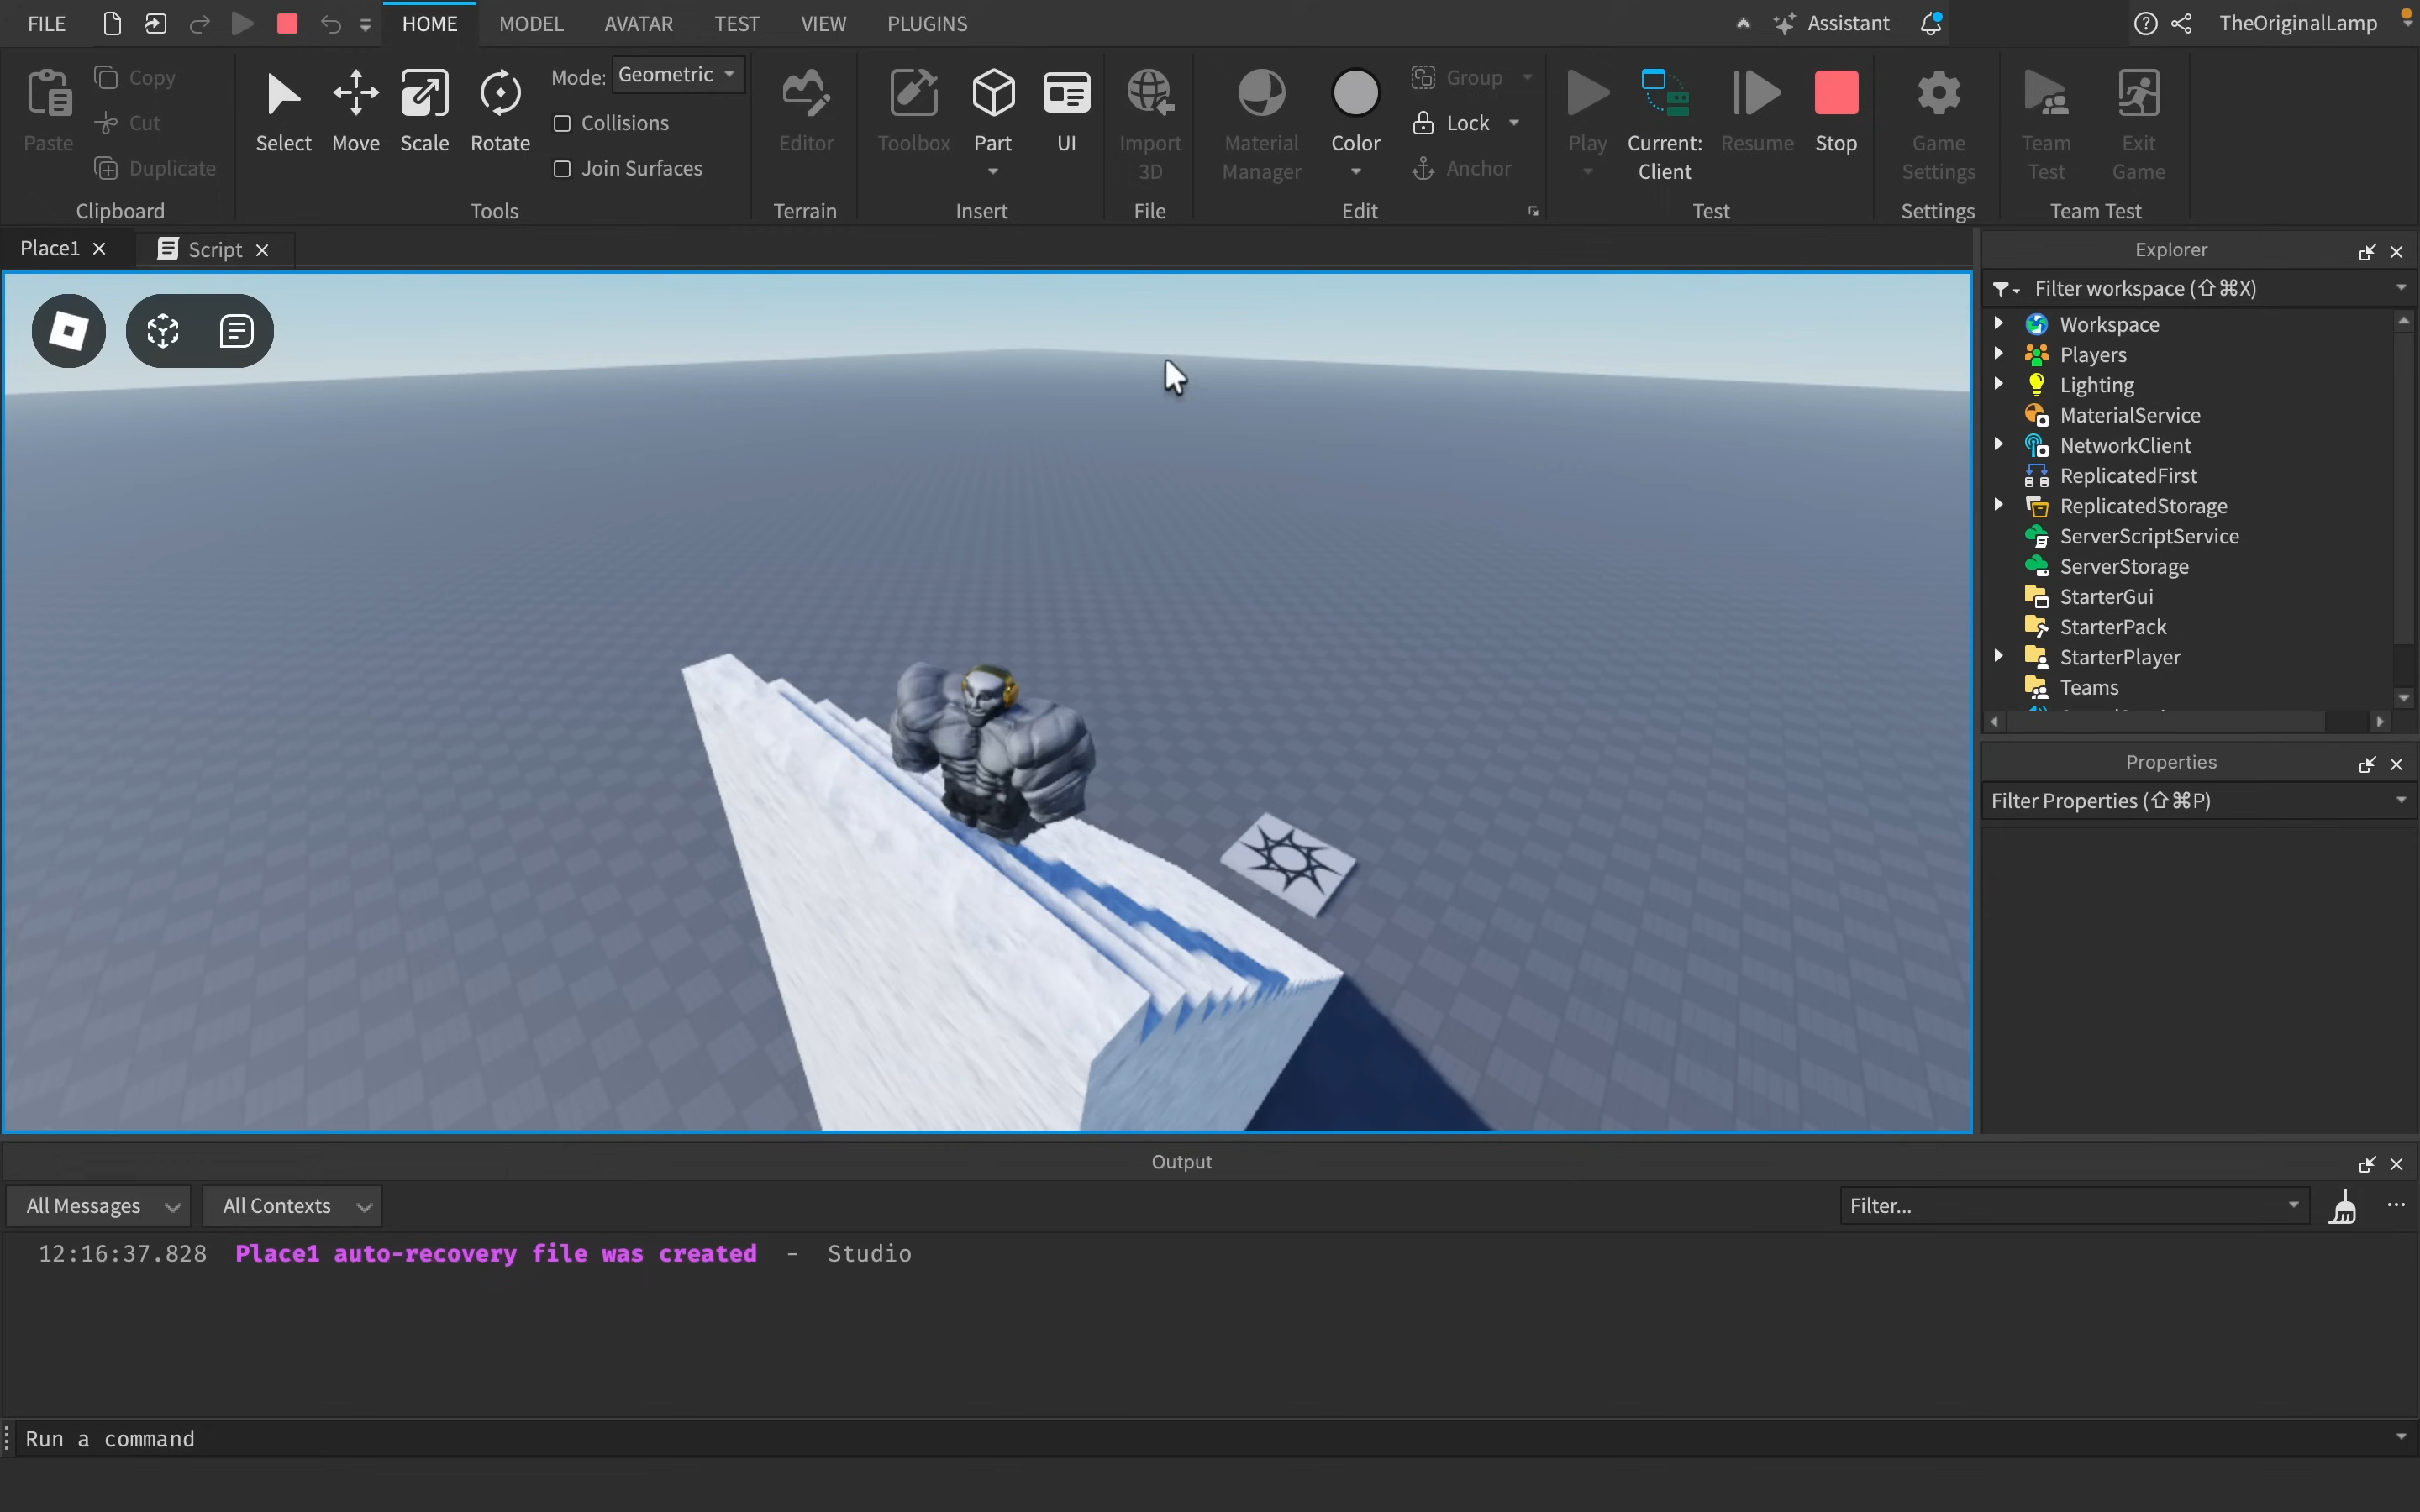 FILE HOME MODEL AVATAR TEST VIEW PLUGINS Assistant TheOriginalLamp
Paste
Copy
Cut
Duplicate
Clipboard
Select Move Scale Rotate
Mode: Geometric
Collisions
Join Surfaces
Tools
Editor
Terrain
Toolbox Part UI
Insert
Import
3D
File
Material
Manager
Color
Group
Lock
Anchor
Edit
Play
Current:
Client
Resume Stop
Test
Game
Settings
Settings
Team
Test
Exit
Game
Team Test
Place1 Script
Explorer
Filter workspace (⇧⌘X)
Workspace
Players
Lighting
MaterialService
NetworkClient
ReplicatedFirst
ReplicatedStorage
ServerScriptService
ServerStorage
StarterGui
StarterPack
StarterPlayer
Teams
Properties
Filter Properties (⇧⌘P)
Output
All Messages All Contexts Filter...
12:16:37.828 Place1 auto-recovery file was created - Studio
Run a command